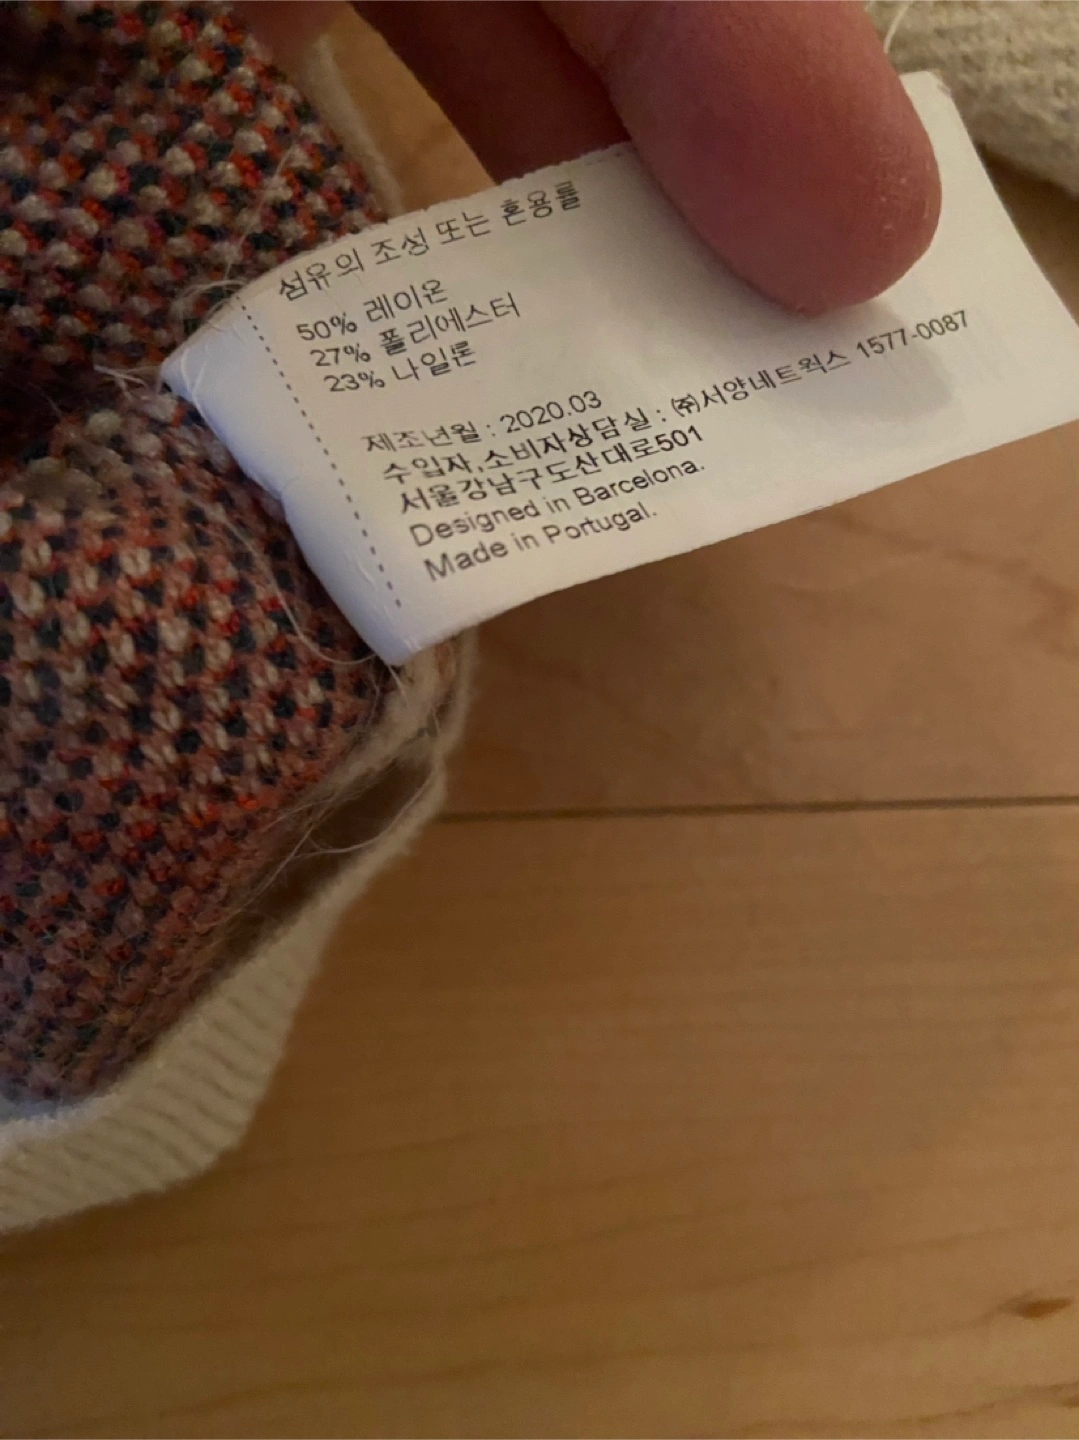 섬유의 조성 또는 혼용률
50% 레이온
27% 폴리에스터
23% 나일론
제조년월 : 2020.03
수입자,소비자상담실 : ㈜서양네트웍스 1577-0087
서울강남구도산대로501
Designed in Barcelona.
Made in Portugal.